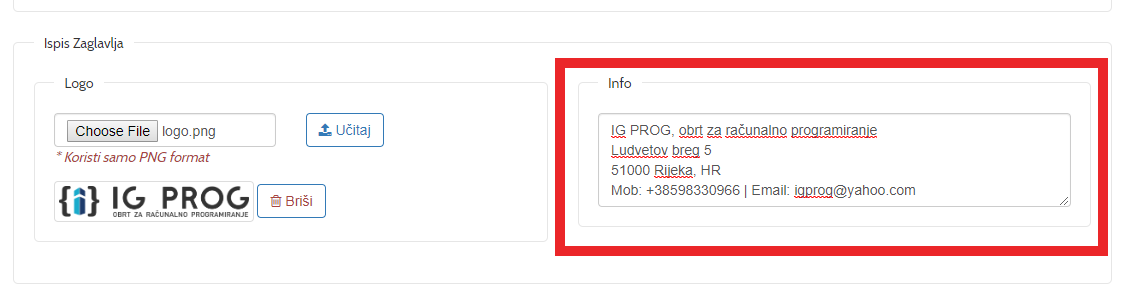 Ispis Zaglavlja
Logo
Choose File logo.png
Učitaj
* Koristi samo PNG format
IG PROG
OBRT ZA RAČUNALNO PROGRAMIRANJE
Briši
Info
IG PROG, obrt za računalno programiranje
Ludvetov breg 5
51000 Rijeka, HR
Mob: +38598330966 | Email: igprog@yahoo.com